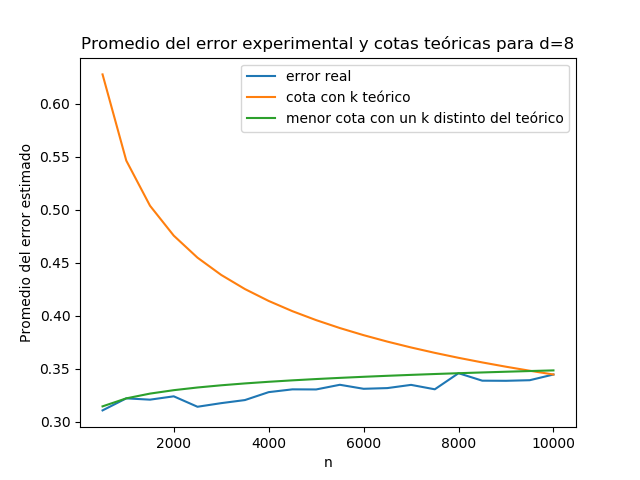 Promedio del error experimental y cotas teóricas para d=8
error real
cota con k teórico
menor cota con un k distinto del teórico
Promedio del error estimado
0.60
0.55
0.50
0.45
0.40
0.35
0.30
2000
4000
6000
8000
10000
n